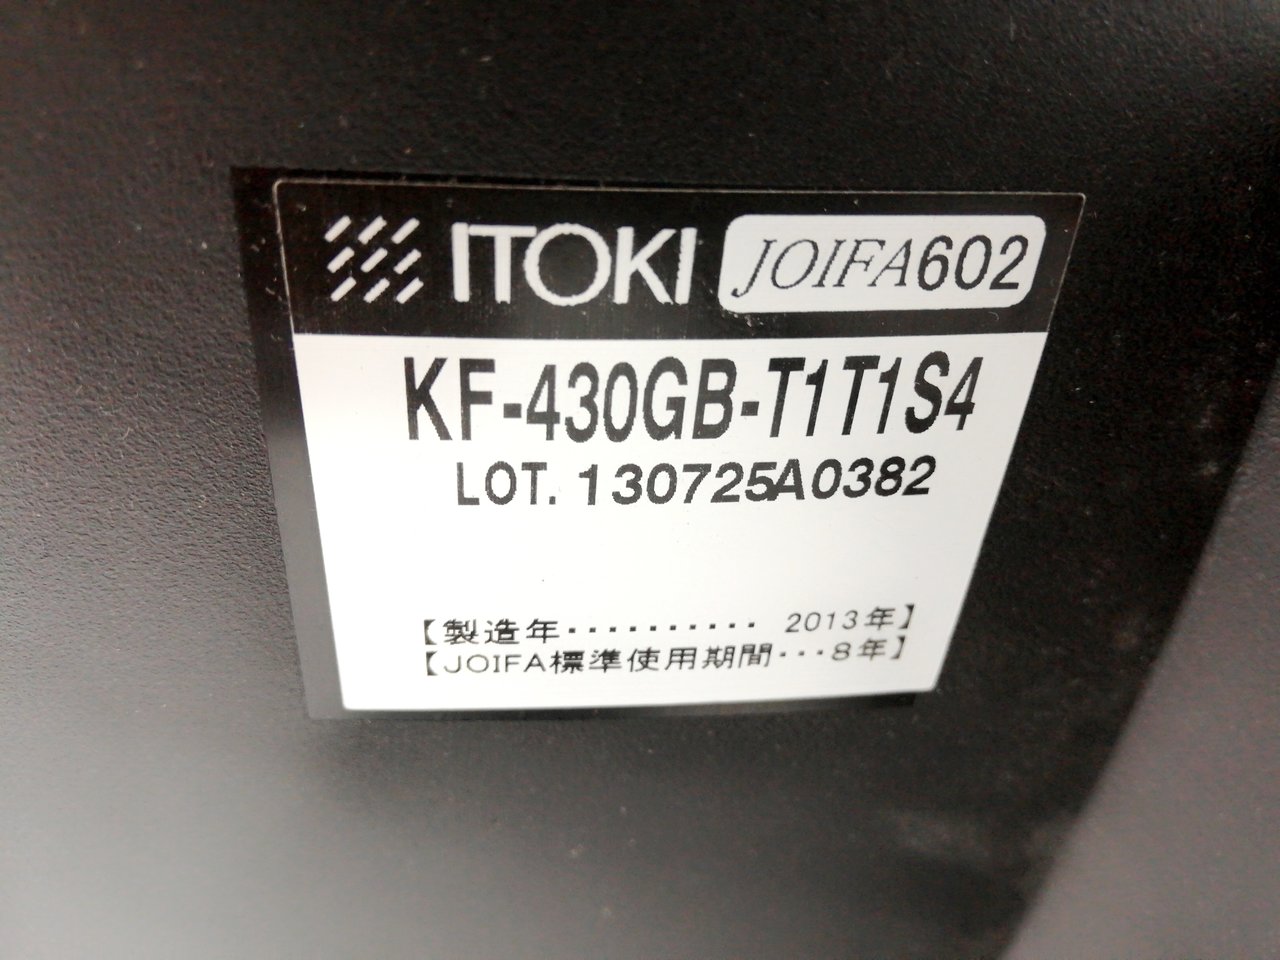 ITOKI JOIFA602
KF-430GB-T1T1S4
LOT. 130725A0382
【製造年・・・・・・・・・・ 2013年】
【JOIFA標準使用期間・・・8年】